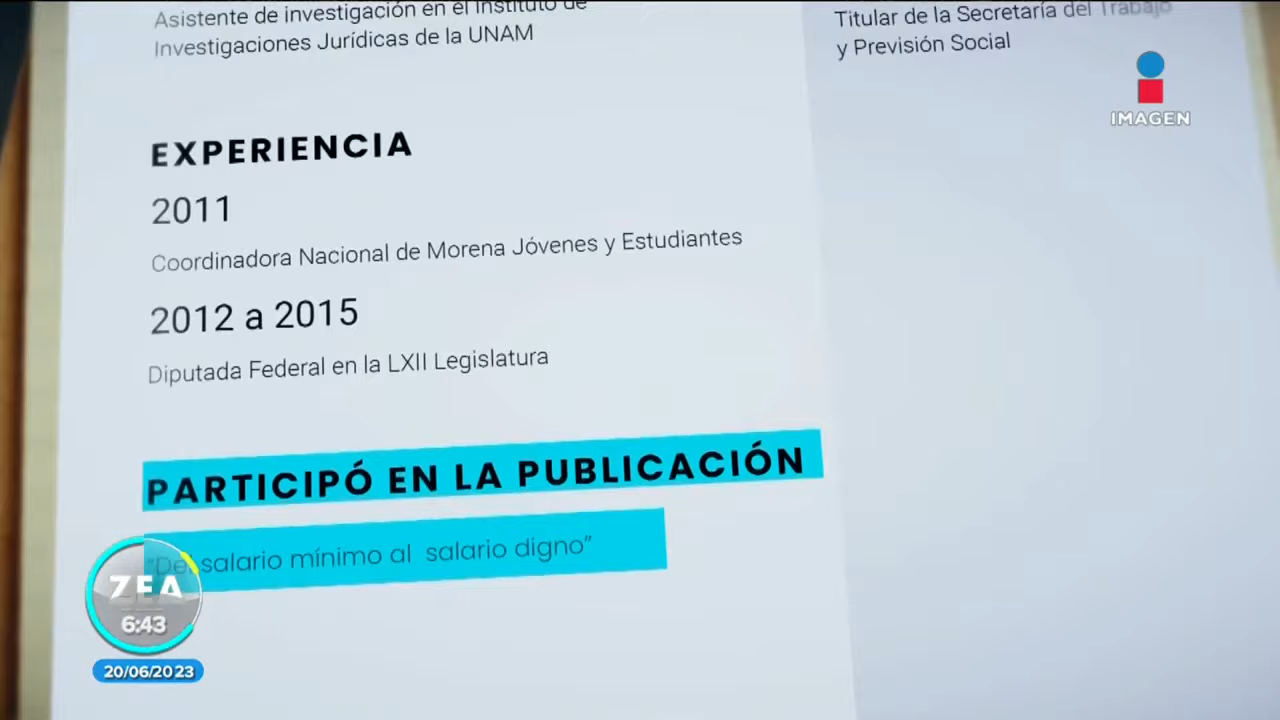 Asistente de investigación en el Instituto de
Investigaciones Jurídicas de la UNAM
Titular de la Secretaría del Trabajo
y Previsión Social
IMAGEN
EXPERIENCIA
2011
Coordinadora Nacional de Morena Jóvenes y Estudiantes
2012 a 2015
Diputada Federal en la LXII Legislatura
PARTICIPÓ EN LA PUBLICACIÓN
"Del salario mínimo al salario digno"
ZEA
6:43
20/06/2023